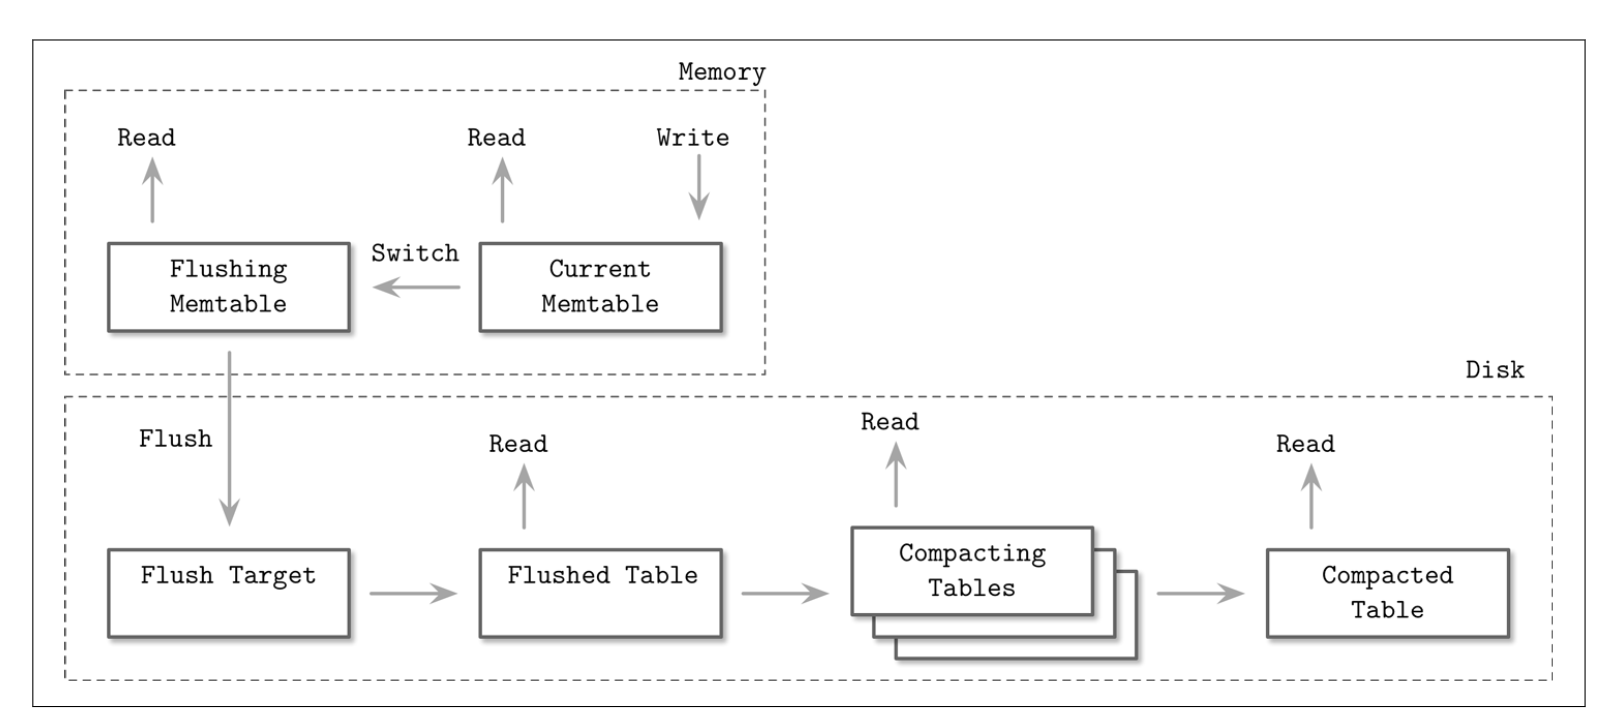 Memory
Read
Read
Write
Flushing
Memtable
Switch
Current
Memtable
Disk
Flush
Read
Read
Read
Flush Target
Flushed Table
Compacting
Tables
Compacted
Table